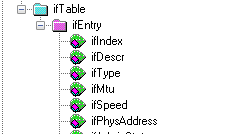 ifTable
ifEntry
ifIndex
ifDescr
ifType
ifMtu
ifSpeed
ifPhysAddress